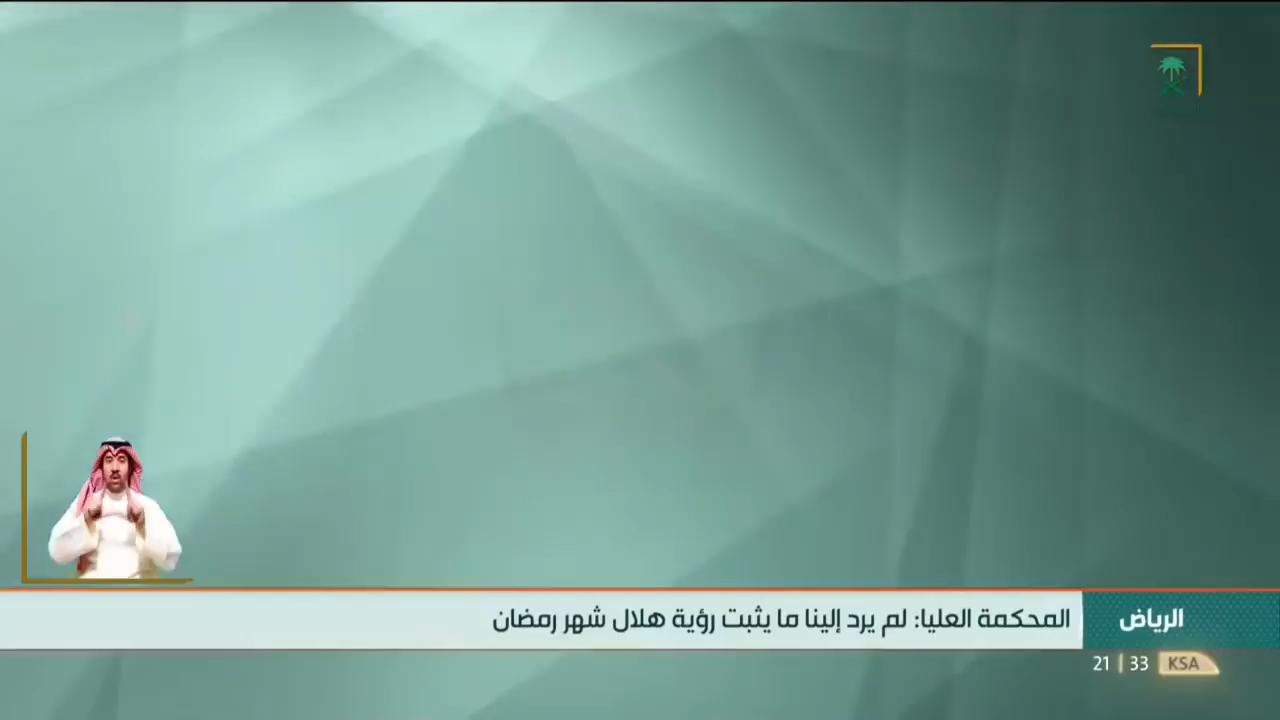 الرياض
المحكمة العليا: لم يرد إلينا ما يثبت رؤية هلال شهر رمضان
21 | 33 KSA